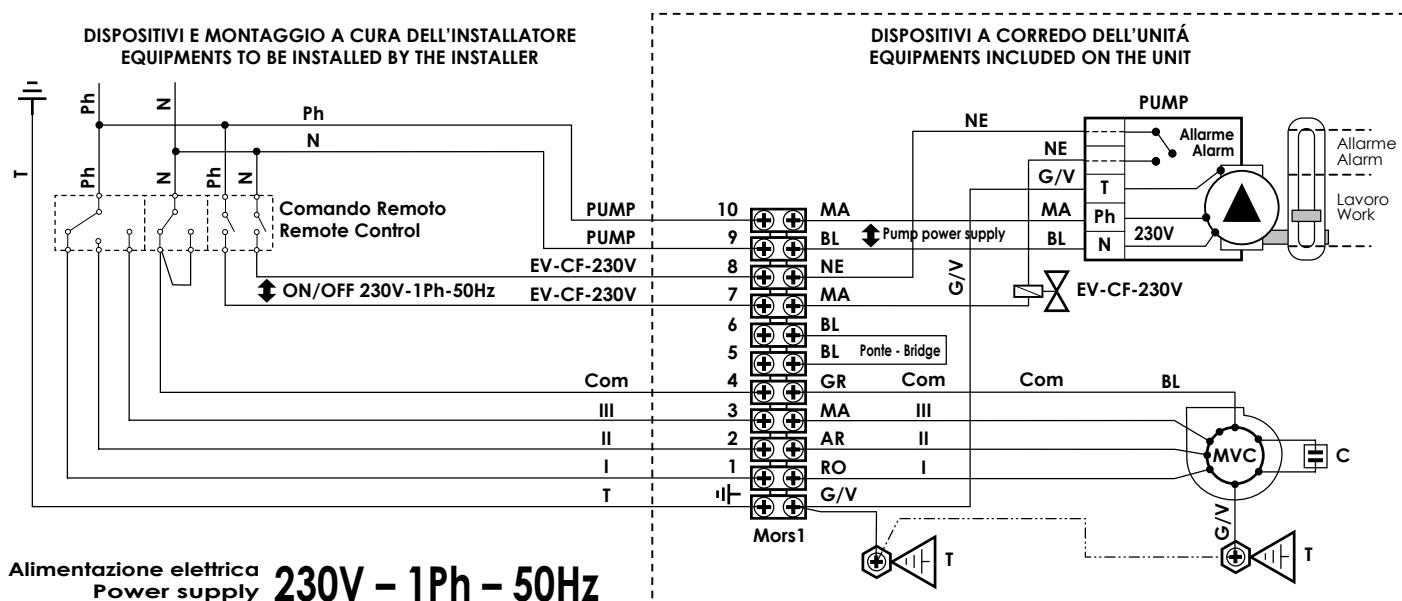 DISPOSITIVI E MONTAGGIO A CURA DELL'INSTALLATORE
EQUIPMENTS TO BE INSTALLED BY THE INSTALLER
DISPOSITIVI A CORREDO DELL'UNITÁ
EQUIPMENTS INCLUDED ON THE UNIT
Ph
N
Ph
N
T
Ph
N
Ph
N
Comando Remoto
Remote Control
ON/OFF 230V-1Ph-50Hz
PUMP
PUMP
EV-CF-230V
EV-CF-230V
Com
III
II
I
T
10
9
8
7
6
5
4
3
2
1
Mors1
MA
BL
NE
MA
BL
BL
GR
MA
AR
RO
G/V
Pump power supply
Ponte - Bridge
Com
III
II
I
Com
BL
NE
NE
G/V
MA
BL
G/V
PUMP
Allarme
Alarm
T
Ph
N
230V
Allarme
Alarm
Lavoro
Work
EV-CF-230V
MVC
C
G/V
T
T
Alimentazione elettrica
Power supply
230V – 1Ph – 50Hz